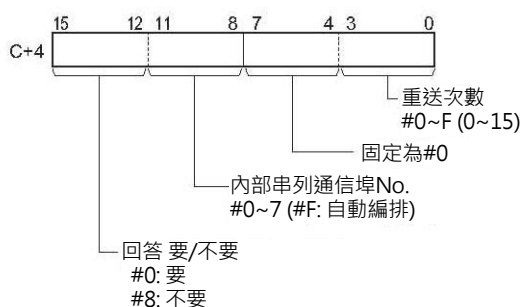 15 12 11 8 7 4 3 0
C+4
重送次數
#0~F (0~15)
固定為#0
內部串列通信埠No.
#0~7 (#F: 自動編排)
回答 要/不要
#0: 要
#8: 不要